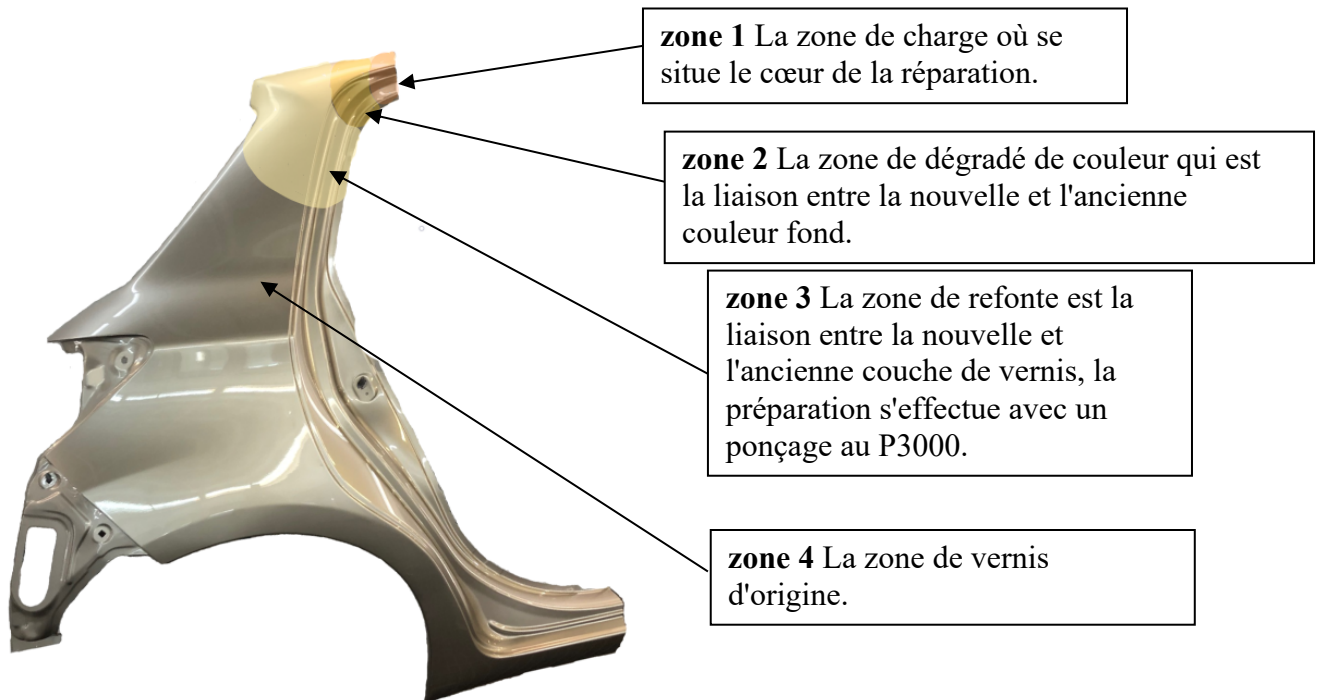 zone 1 La zone de charge où se
situe le cœur de la réparation.
zone 2 La zone de dégradé de couleur qui est
la liaison entre la nouvelle et l'ancienne
couleur fond.
zone 3 La zone de refonte est la
liaison entre la nouvelle et
l'ancienne couche de vernis, la
préparation s'effectue avec un
ponçage au P3000.
zone 4 La zone de vernis
d'origine.